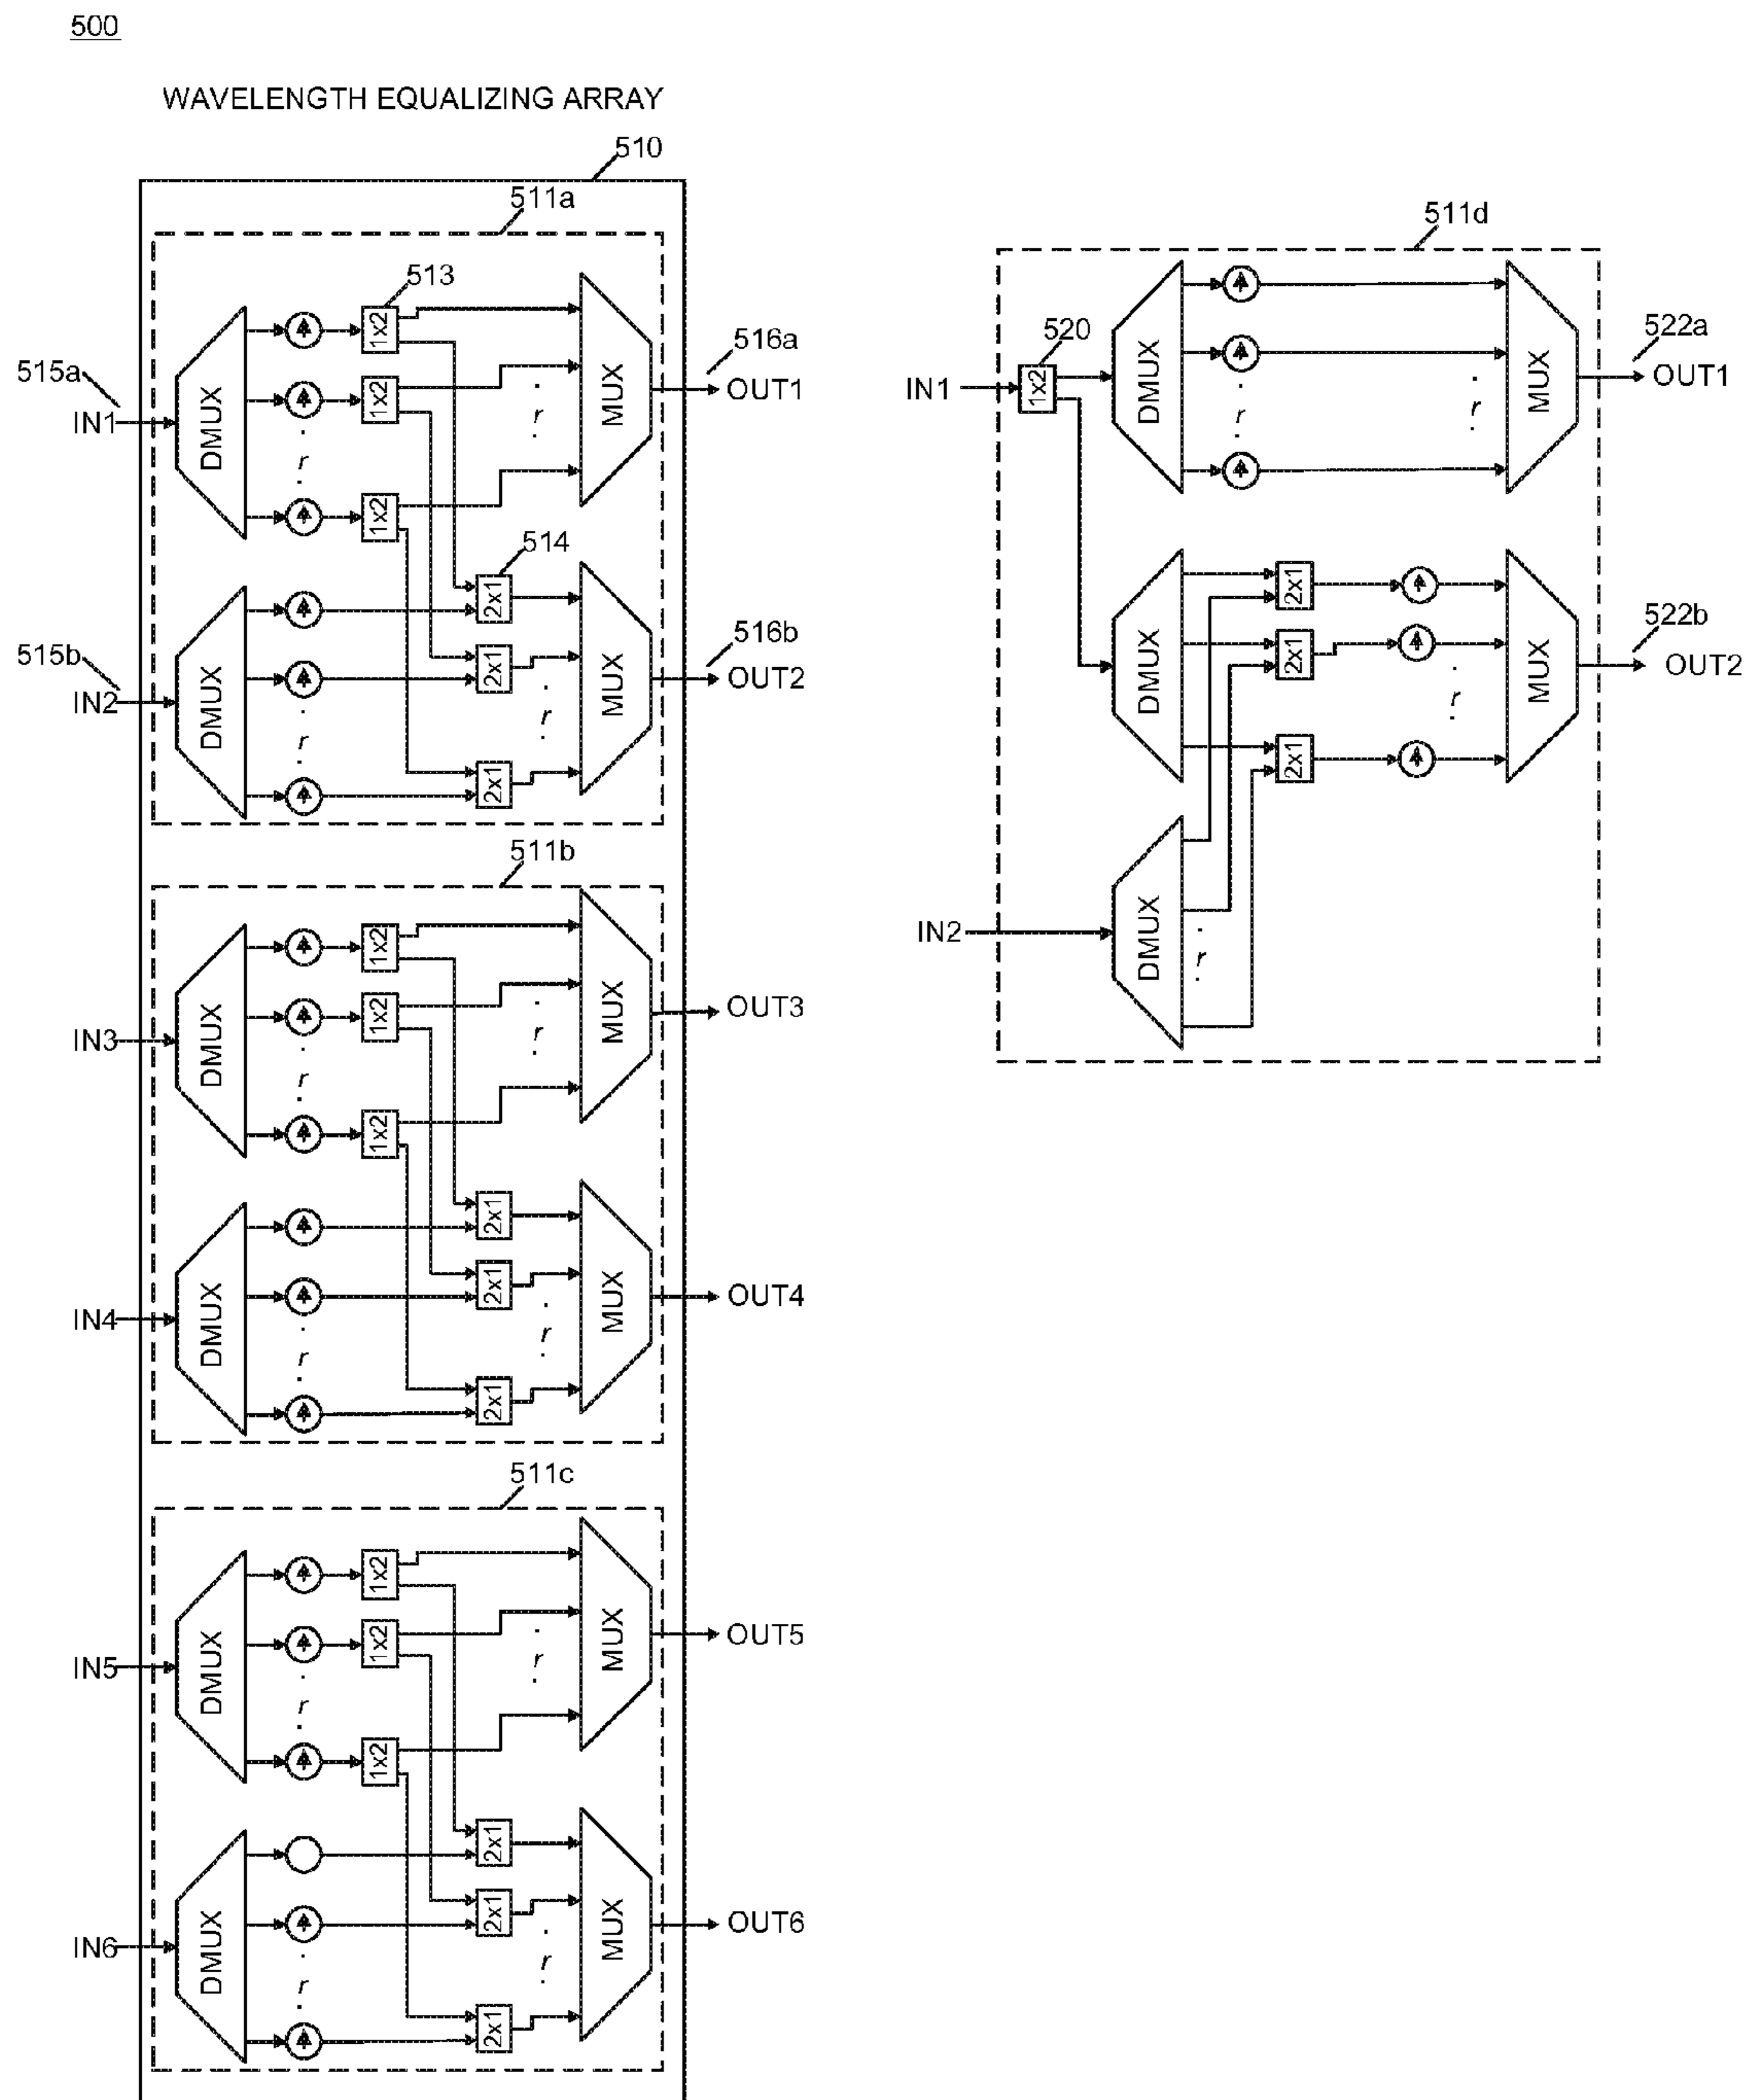 500
WAVELENGTH EQUALIZING ARRAY
510
511a
513
1x2
1x2
1x2
DMUX
r
r
MUX
515a
IN1
516a
OUT1
514
2x1
2x1
2x1
DMUX
r
r
MUX
515b
IN2
516b
OUT2
511b
1x2
1x2
1x2
DMUX
r
r
MUX
IN3
OUT3
2x1
2x1
2x1
DMUX
r
r
MUX
IN4
OUT4
511c
1x2
1x2
1x2
DMUX
r
r
MUX
IN5
OUT5
2x1
2x1
2x1
DMUX
r
r
MUX
IN6
OUT6
511d
520
IN1
1x2
DMUX
r
r
MUX
522a
OUT1
DMUX
2x1
2x1
2x1
r
MUX
522b
OUT2
IN2
DMUX
r